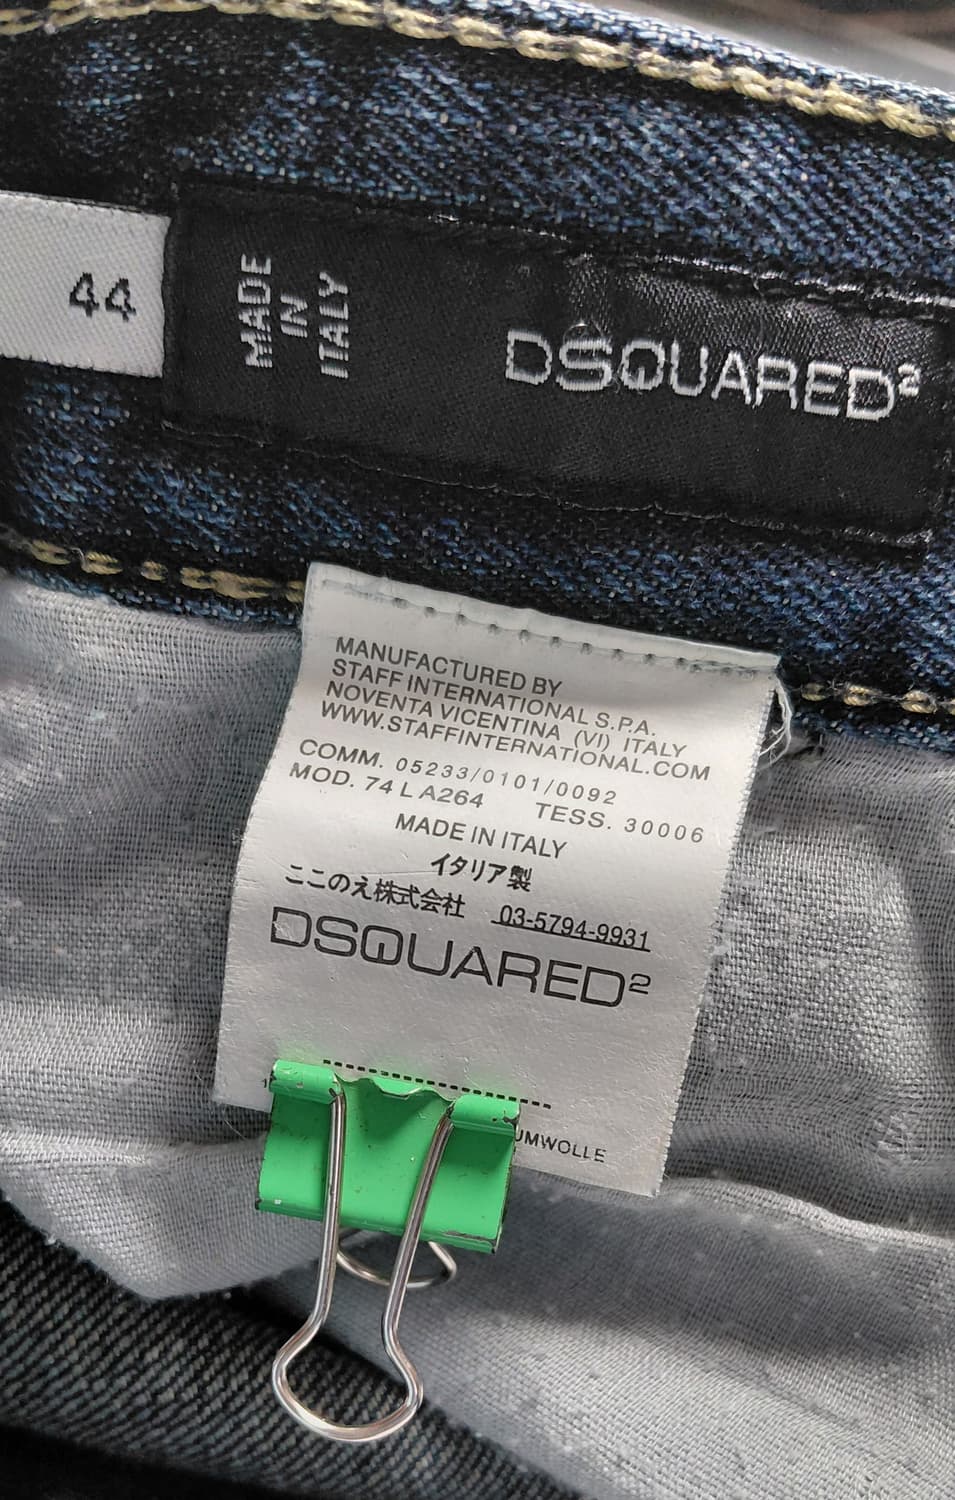 44
MADE
IN
ITALY
DSQUARED²
MANUFACTURED BY
STAFF INTERNATIONAL S.P.A.
NOVENTA VICENTINA (VI) ITALY
WWW.STAFFINTERNATIONAL.COM
COMM. 05233/0101/0092
MOD. 74 L A264 TESS. 30006
MADE IN ITALY
イタリア製
ここのえ株式会社 03-5794-9931
DSQUARED2